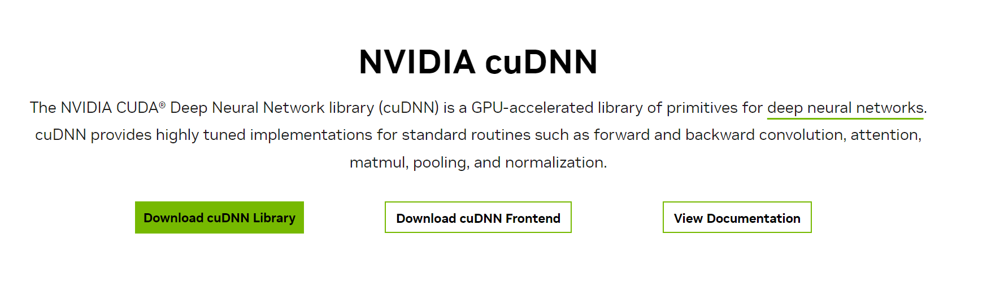 NVIDIA cuDNN
The NVIDIA CUDA® Deep Neural Network library (cuDNN) is a GPU-accelerated library of primitives for deep neural networks.
cuDNN provides highly tuned implementations for standard routines such as forward and backward convolution, attention,
matmul, pooling, and normalization.
Download cuDNN Library
Download cuDNN Frontend
View Documentation